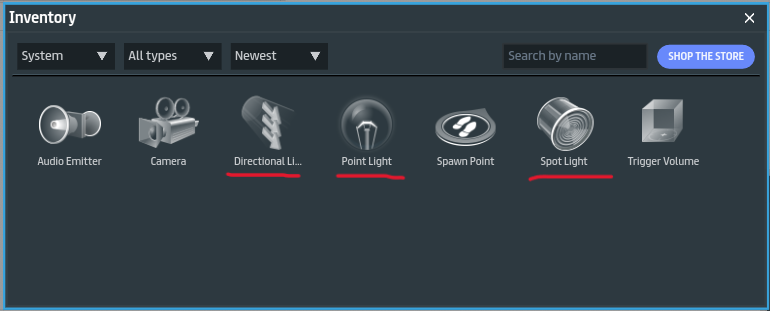 Inventory
System All types Newest Search by name SHOP THE STORE
Audio Emitter Camera Directional Li... Point Light Spawn Point Spot Light Trigger Volume